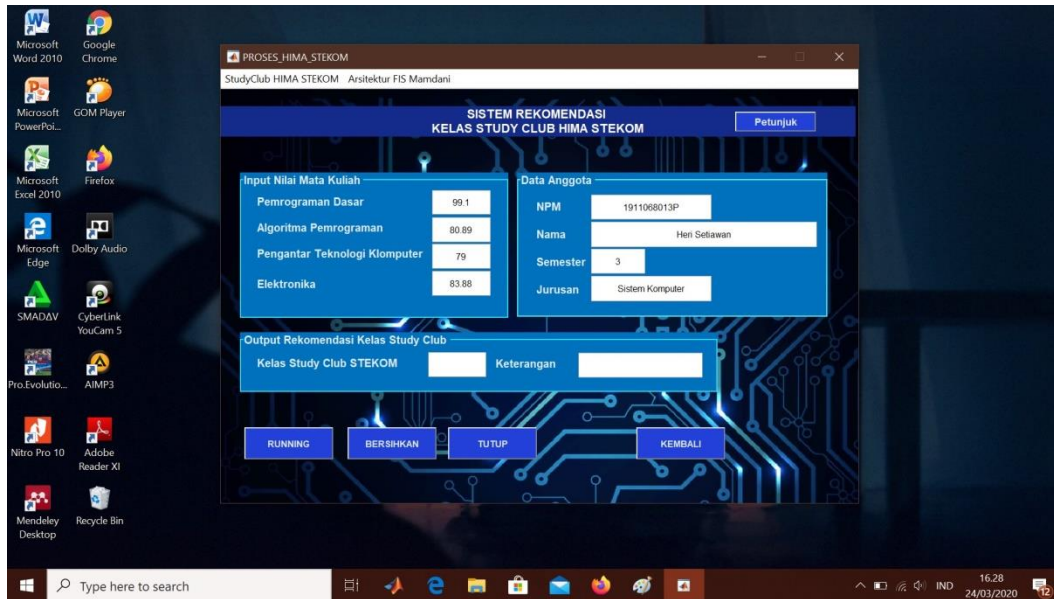 Microsoft
Word 2010
Google
Chrome
Microsoft
PowerPoi...
GOM Player
Microsoft
Excel 2010
Firefox
Microsoft
Edge
Dolby Audio
SMADΔV
CyberLink
YouCam 5
Pro.Evolutio...
AIMP3
Nitro Pro 10
Adobe
Reader XI
Mendeley
Desktop
Recycle Bin
PROSES_HIMA_STEKOM
StudyClub HIMA STEKOM Arsitektur FIS Mamdani
SISTEM REKOMENDASI
KELAS STUDY CLUB HIMA STEKOM
Petunjuk
Input Nilai Mata Kuliah
Pemrograman Dasar 99.1
Algoritma Pemrograman 80.89
Pengantar Teknologi Klomputer 79
Elektronika 83.88
Data Anggota
NPM 1911068013P
Nama Heri Setiawan
Semester 3
Jurusan Sistem Komputer
Output Rekomendasi Kelas Study Club
Kelas Study Club STEKOM Keterangan
RUNNING BERSIHKAN TUTUP KEMBALI
Type here to search
IND
16.28
24/03/2020
12